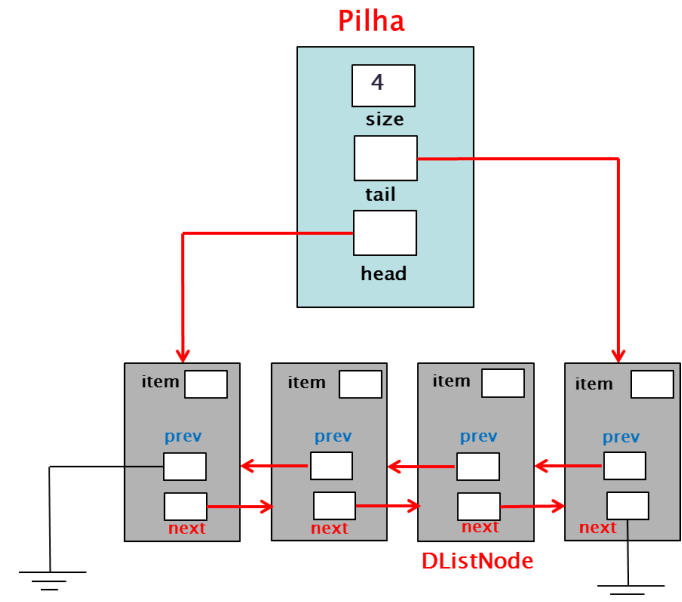 Pilha
4
size
tail
head
item
item
item
item
prev
prev
prev
prev
next
next
next
next
DListNode